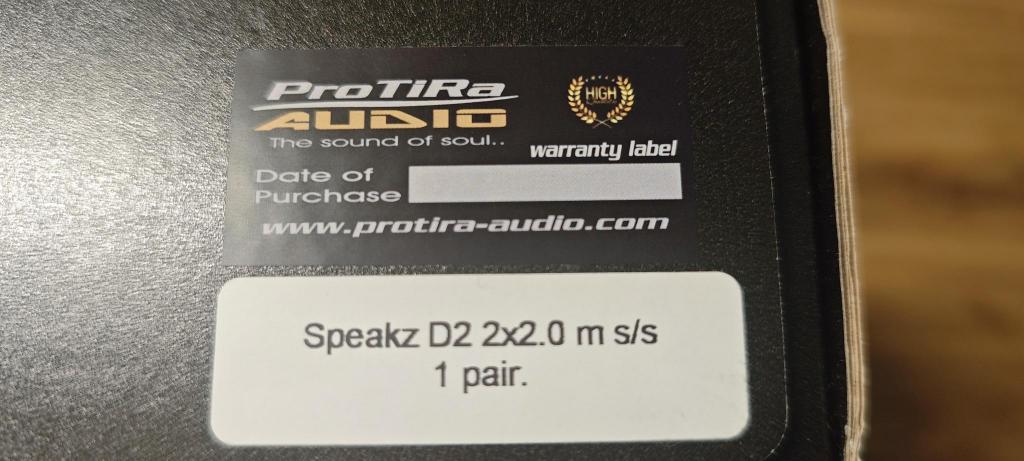 ProTiRa
AUDIO
The sound of soul..
HIGH
warranty label
Date of
Purchase
www.protira-audio.com
Speakz D2 2x2.0 m s/s
1 pair.